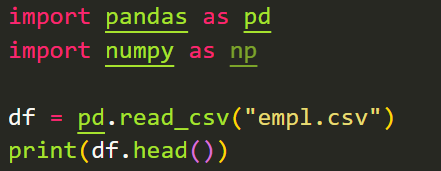 import pandas as pd
import numpy as np
df = pd.read_csv("empl.csv")
print(df.head())